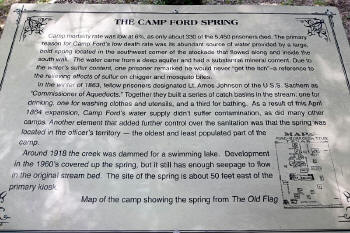 THE CAMP FORD SPRING
Camp mortality rate was low at 6%, as only about 330 of the 5,450 prisoners died. The primary
reason for Camp Ford's low death rate was its abundant source of water provided by a large,
bold spring located in the southwest corner of the stockade that flowed along and inside the
south wall. The water came from a deep aquifer and had a substantial mineral content. Due to
the water's sulfur content, one prisoner remarked he would never "get the itch"–a reference to
the relieving effects of sulfur on chigger and mosquito bites.
In the winter of 1863, fellow prisoners designated Lt. Amos Johnson of the U.S.S. Sachem as
"Commissioner of Aqueducts." Together they built a series of catch basins in the stream: one for
drinking, one for washing clothes and utensils, and a third for bathing. As a result of this April
1864 expansion, Camp Ford's water supply didn't suffer contamination, as did many other
camps. Another element that added further control over the sanitation was that the spring was
located in the officer's territory — the oldest and least populated part of the
camp.
Around 1918 the creek was dammed for a swimming lake. Development
in the 1960's covered up the spring, but it still has enough seepage to flow
in the original stream bed. The site of the spring is about 50 feet east of the
primary kiosk.
Map of the camp showing the spring from The Old Flag
MAP